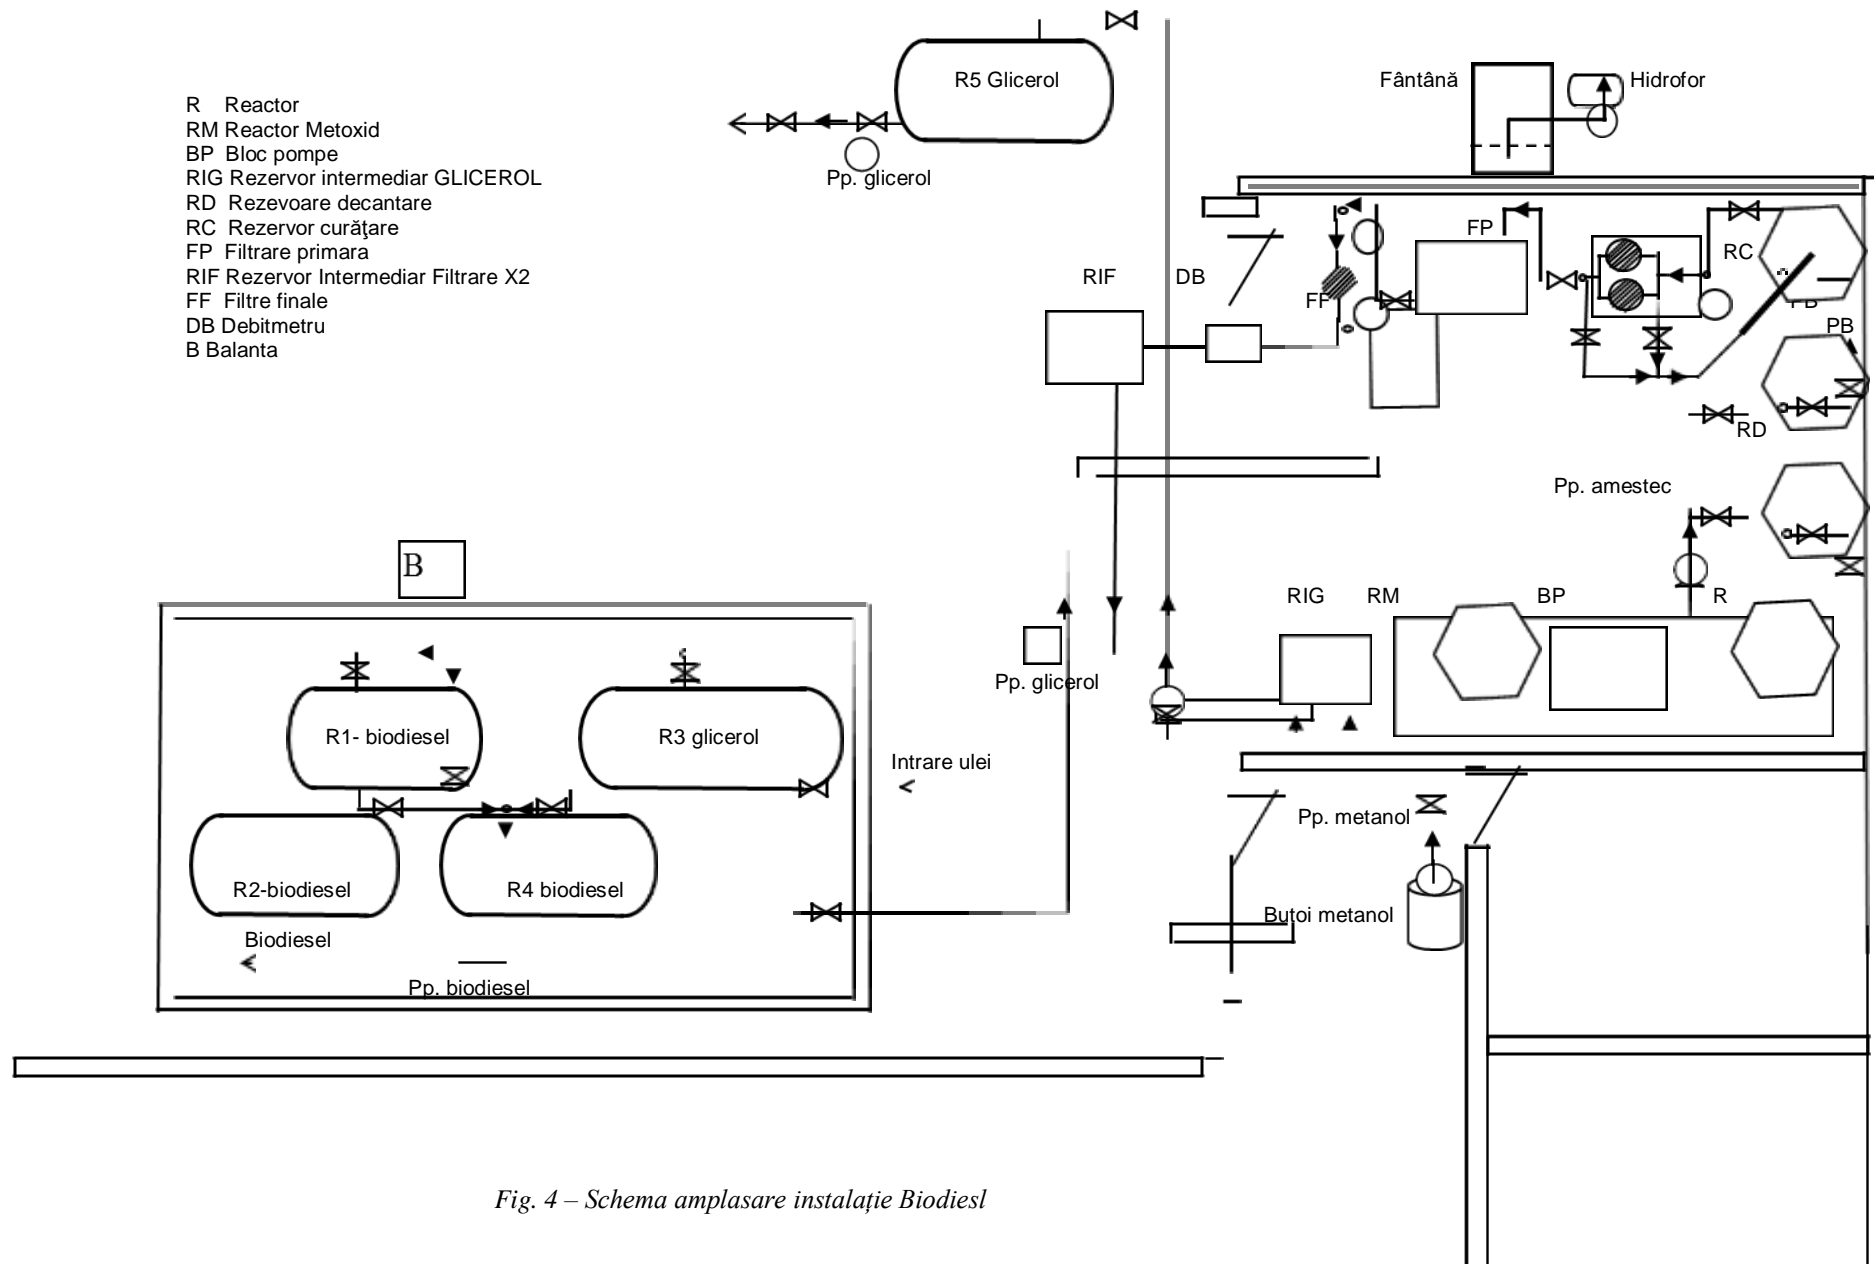 R5 Glicerol
Fântână
Hidrofor
R Reactor
RM Reactor Metoxid
BP Bloc pompe
RIG Rezervor intermediar GLICEROL
RD Rezevoare decantare
RC Rezervor curăţare
FP Filtrare primara
RIF Rezervor Intermediar Filtrare X2
FF Filtre finale
DB Debitmetru
B Balanta
Pp. glicerol
FP
RC
RIF
DB
FF
PB
PB
RD
Pp. amestec
B
RIG
RM
BP
R
Pp. glicerol
R1- biodiesel
R3 glicerol
Intrare ulei
Pp. metanol
R2-biodiesel
R4 biodiesel
Butoi metanol
Biodiesel
Pp. biodiesel
Fig. 4 – Schema amplasare instalație Biodiesl